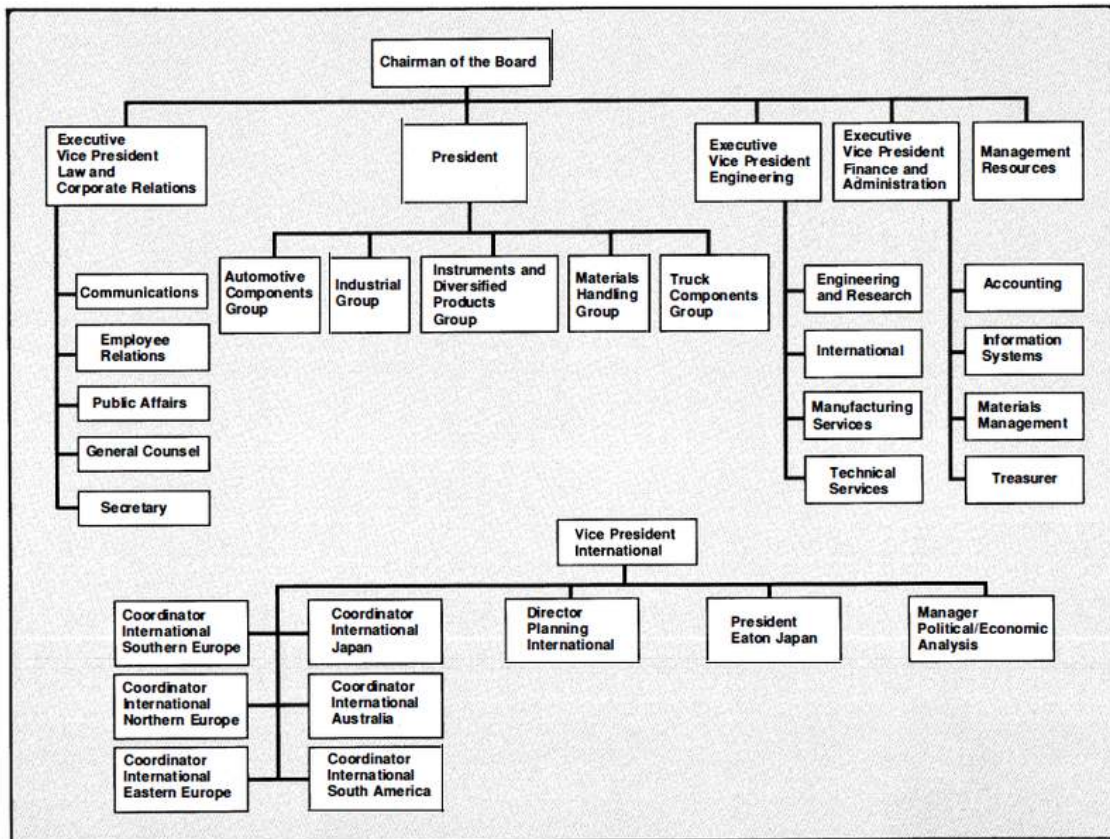 Chairman of the Board
Executive
Vice President
Law and
Corporate Relations
President
Executive
Vice President
Engineering
Executive
Vice President
Finance and
Administration
Management
Resources
Communications
Employee
Relations
Public Affairs
General Counsel
Secretary
Automotive
Components
Group
Industrial
Group
Instruments and
Diversified
Products
Group
Materials
Handling
Group
Truck
Components
Group
Engineering
and Research
International
Manufacturing
Services
Technical
Services
Accounting
Information
Systems
Materials
Management
Treasurer
Vice President
International
Coordinator
International
Southern Europe
Coordinator
International
Japan
Director
Planning
International
President
Eaton Japan
Manager
Political/Economic
Analysis
Coordinator
International
Northern Europe
Coordinator
International
Australia
Coordinator
International
Eastern Europe
Coordinator
International
South America